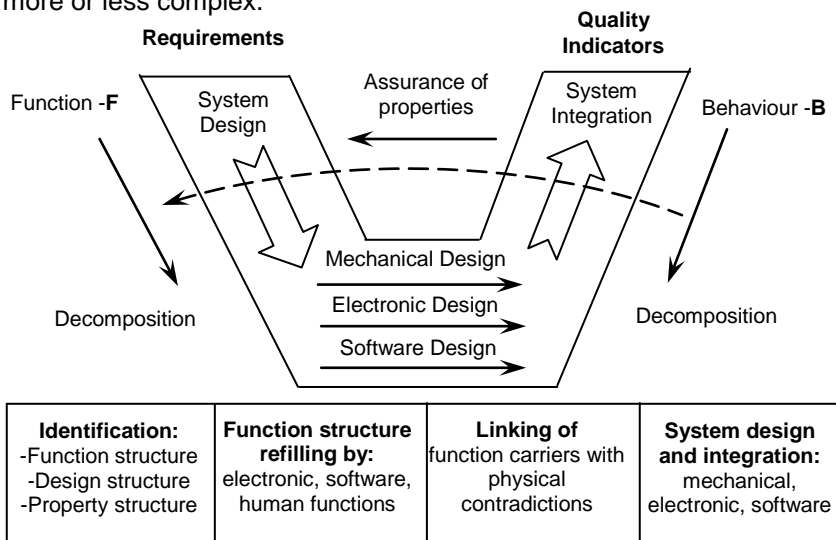 more or less complex.
Requirements
Quality
Indicators
Function -F
System
Design
Assurance of
properties
System
Integration
Behaviour -B
Mechanical Design
Electronic Design
Software Design
Decomposition
Decomposition
Identification:
-Function structure
-Design structure
-Property structure
Function structure
refilling by:
electronic, software,
human functions
Linking of
function carriers with
physical
contradictions
System design
and integration:
mechanical,
electronic, software